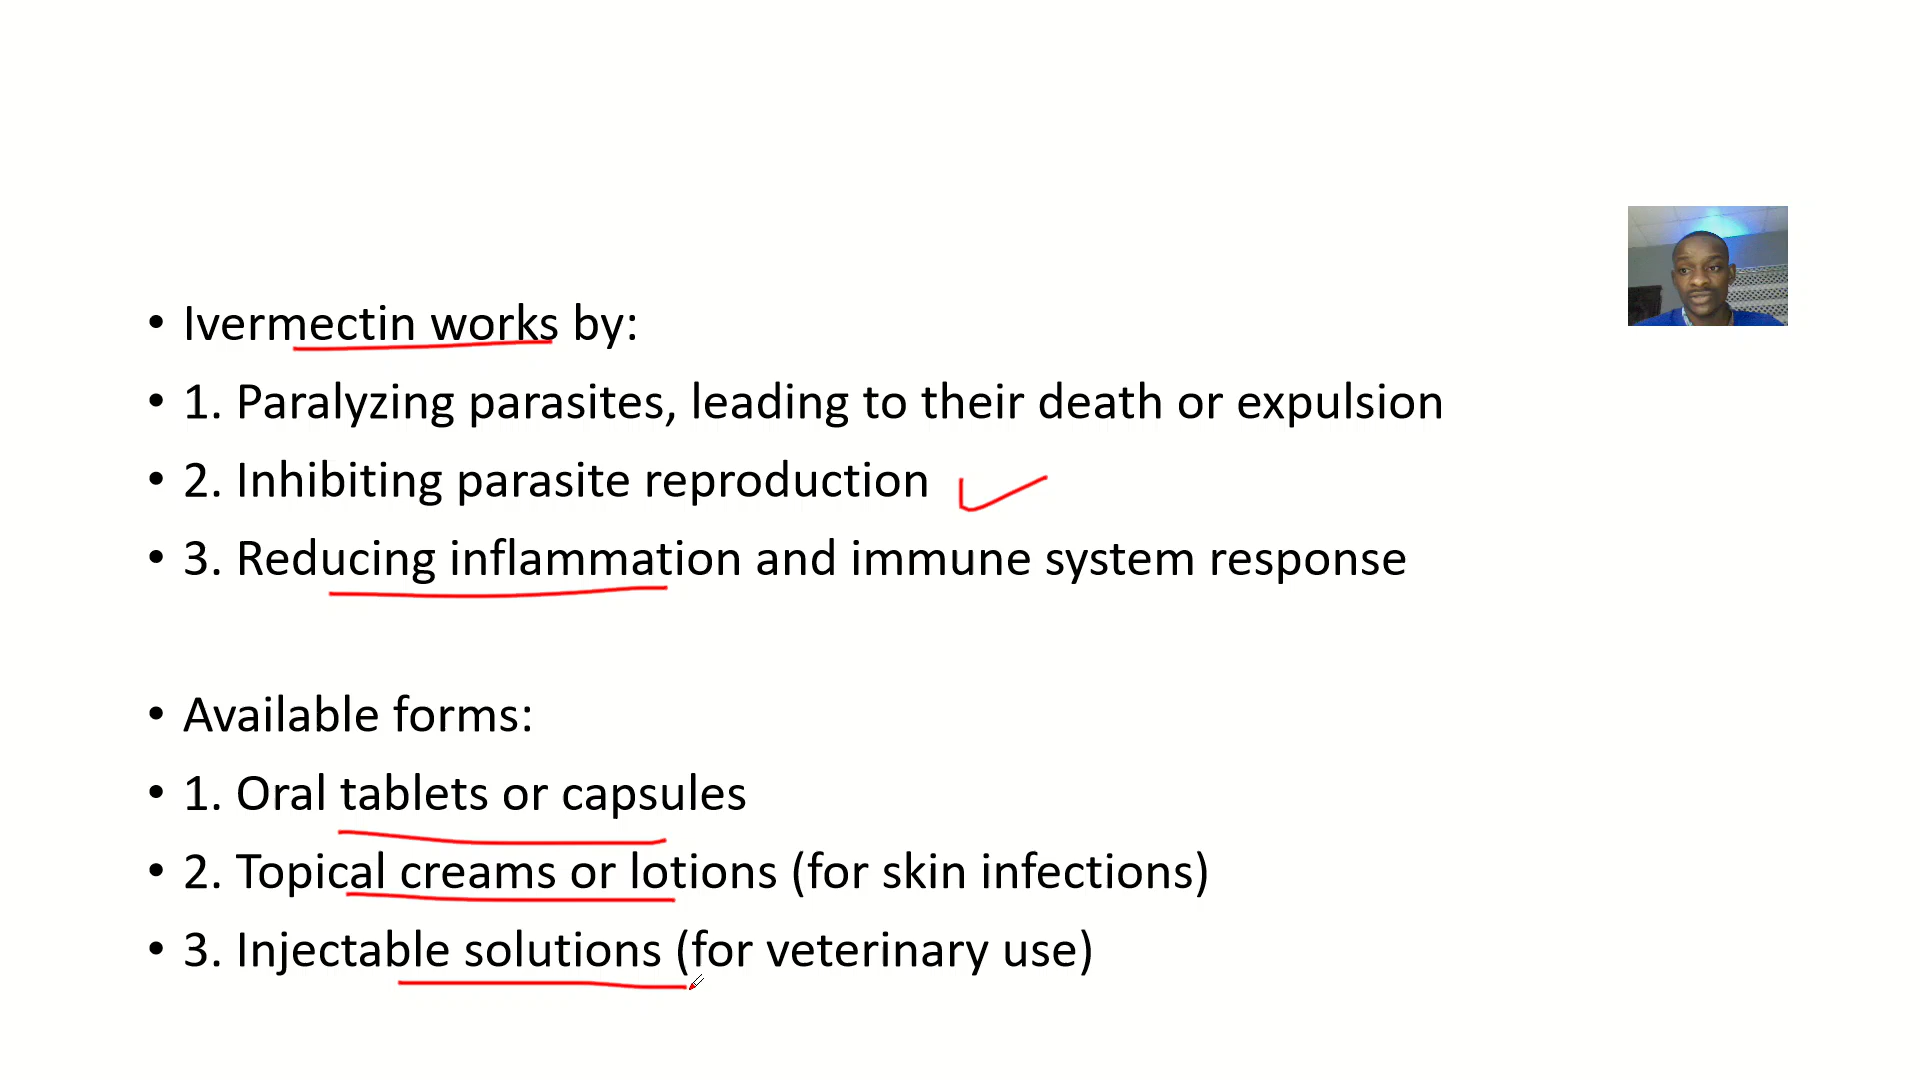 • Ivermectin works by:
• 1. Paralyzing parasites, leading to their death or expulsion
• 2. Inhibiting parasite reproduction
• 3. Reducing inflammation and immune system response
• Available forms:
• 1. Oral tablets or capsules
• 2. Topical creams or lotions (for skin infections)
• 3. Injectable solutions (for veterinary use)